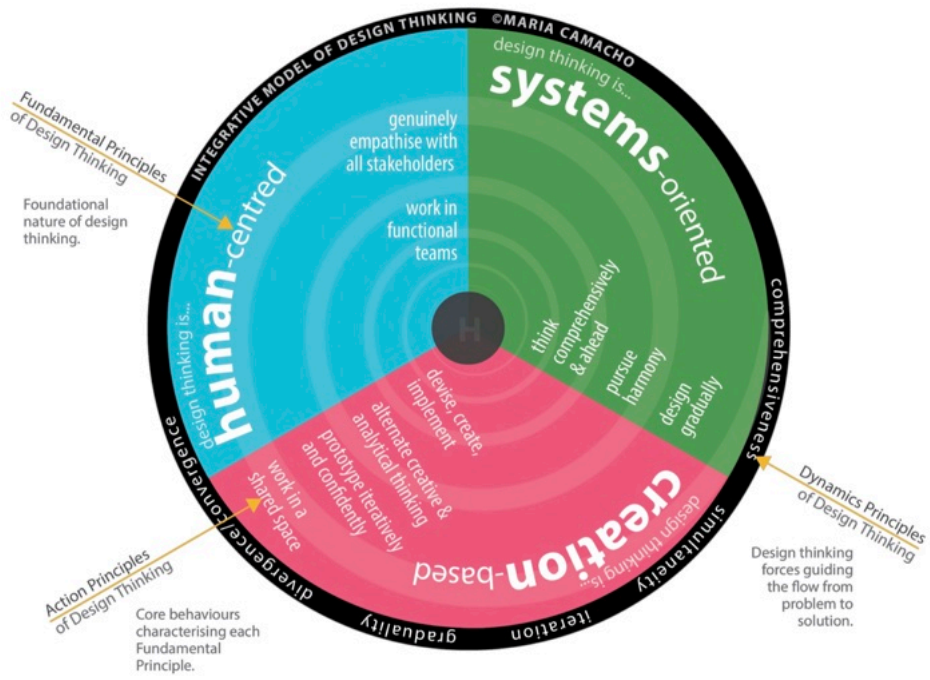 INTEGRATIVE MODEL OF DESIGN THINKING ©MARIA CAMACHO
design thinking is...
systems-oriented
Fundamental Principles
of Design Thinking
Foundational
nature of design
thinking.
genuinely
empathise with
all stakeholders
work in
functional
teams
design thinking is...
human-centred
H
think
comprehensively
& ahead
pursue
harmony
design
gradually
devise, create,
implement
alternate creative &
analytical thinking
prototype iteratively
and confidently
work in a
shared space
design thinking is...
creation-based
comprehensiveness
simultaneity
iteration
graduality
divergence/convergence
Action Principles
of Design Thinking
Core behaviours
characterising each
Fundamental
Principle.
Dynamics Principles
of Design Thinking
Design thinking
forces guiding
the flow from
problem to
solution.